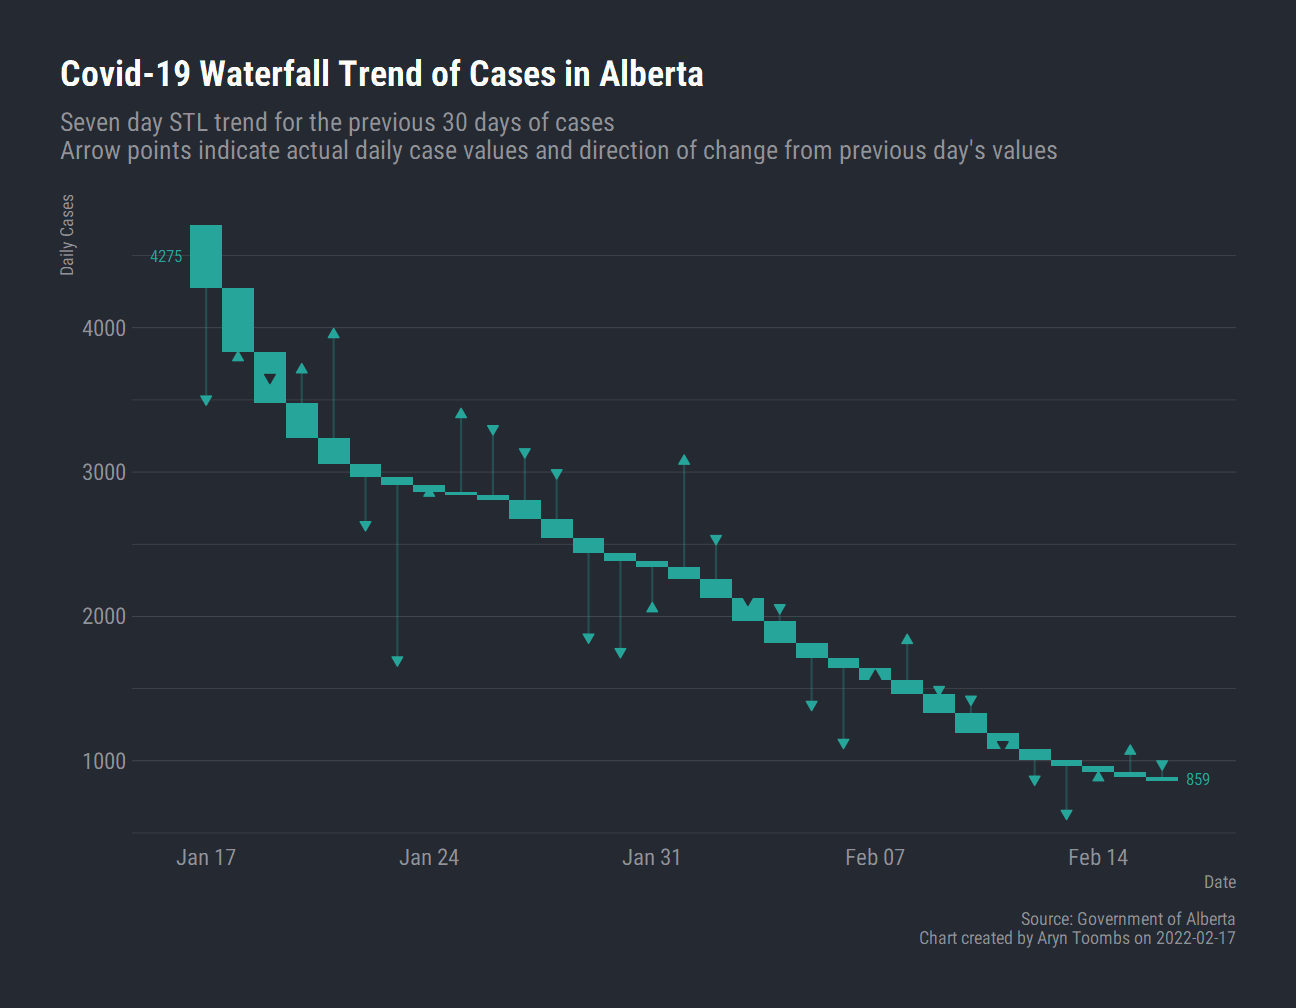 Covid-19 Waterfall Trend of Cases in Alberta
Seven day STL trend for the previous 30 days of cases
Arrow points indicate actual daily case values and direction of change from previous day's values
Daily Cases
4275
4000
3000
2000
1000
859
Jan 17
Jan 24
Jan 31
Feb 07
Feb 14
Date
Source: Government of Alberta
Chart created by Aryn Toombs on 2022-02-17